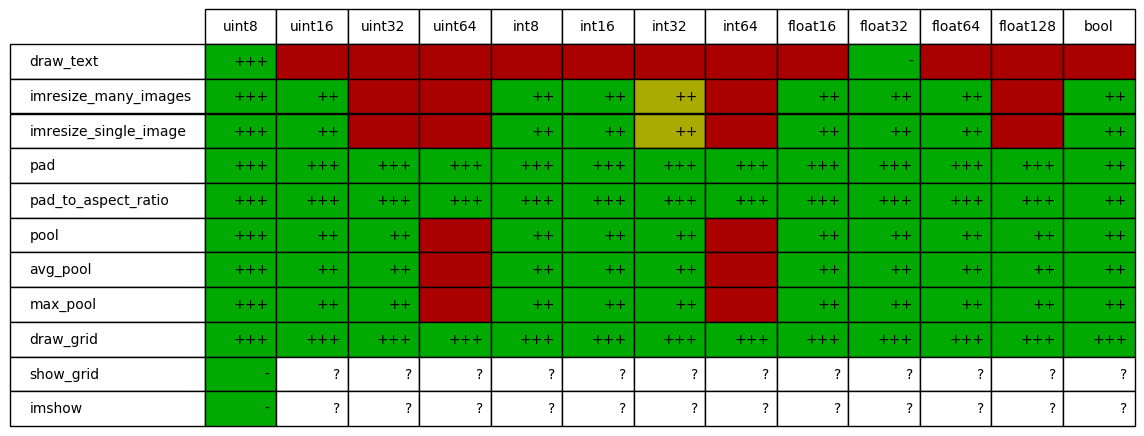 uint8 uint16 uint32 uint64 int8 int16 int32 int64 float16 float32 float64 float128 bool
draw_text +++ -
imresize_many_images +++ ++ ++ ++ ++ ++ ++ ++ ++
imresize_single_image +++ ++ ++ ++ ++ ++ ++ ++ ++
pad +++ +++ +++ +++ +++ +++ +++ +++ +++ +++ +++ +++ ++
pad_to_aspect_ratio +++ +++ +++ +++ +++ +++ +++ +++ +++ +++ +++ +++ ++
pool +++ ++ ++ ++ ++ ++ ++ ++ ++ ++ ++
avg_pool +++ ++ ++ ++ ++ ++ ++ ++ ++ ++ ++
max_pool +++ ++ ++ ++ ++ ++ ++ ++ ++ ++ ++
draw_grid +++ +++ +++ +++ +++ +++ +++ +++ +++ +++ +++ +++ +++
show_grid - ? ? ? ? ? ? ? ? ? ? ? ?
imshow - ? ? ? ? ? ? ? ? ? ? ? ?